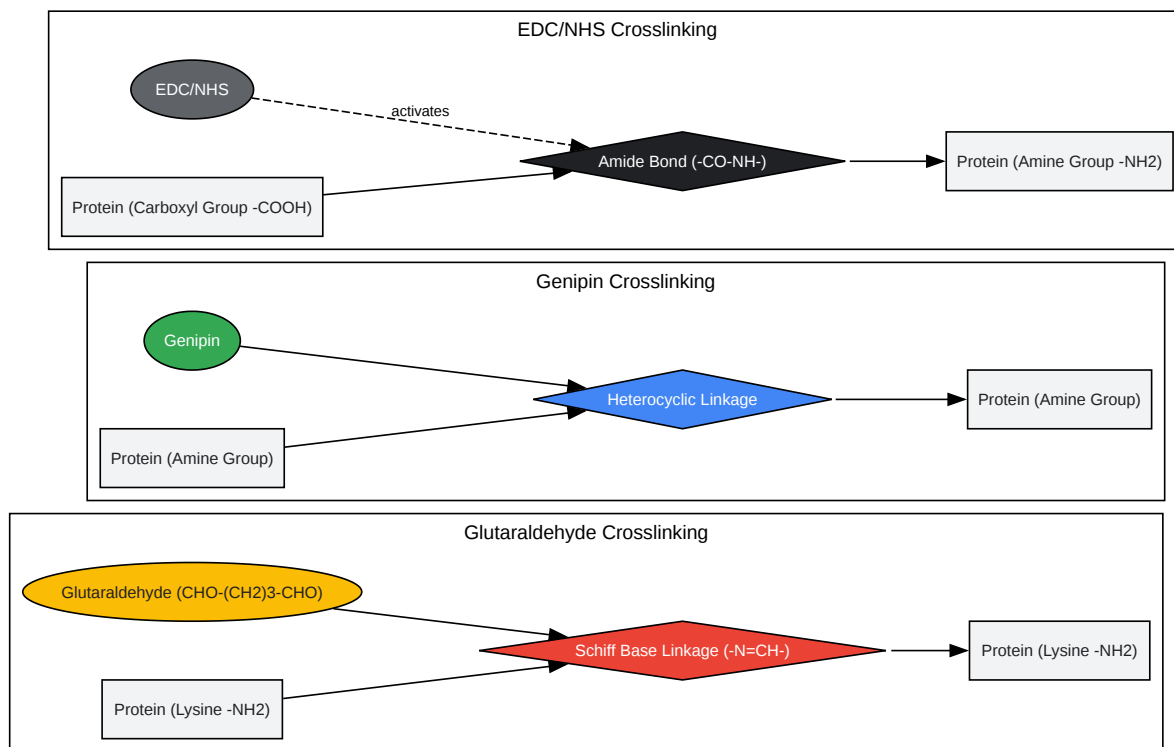 EDC/NHS Crosslinking
EDC/NHS
activates
Amide Bond (-CO-NH-)
Protein (Amine Group -NH2)
Protein (Carboxyl Group -COOH)
Genipin Crosslinking
Genipin
Heterocyclic Linkage
Protein (Amine Group)
Protein (Amine Group)
Glutaraldehyde Crosslinking
Glutaraldehyde (CHO-(CH2)3-CHO)
Schiff Base Linkage (-N=CH-)
Protein (Lysine -NH2)
Protein (Lysine -NH2)